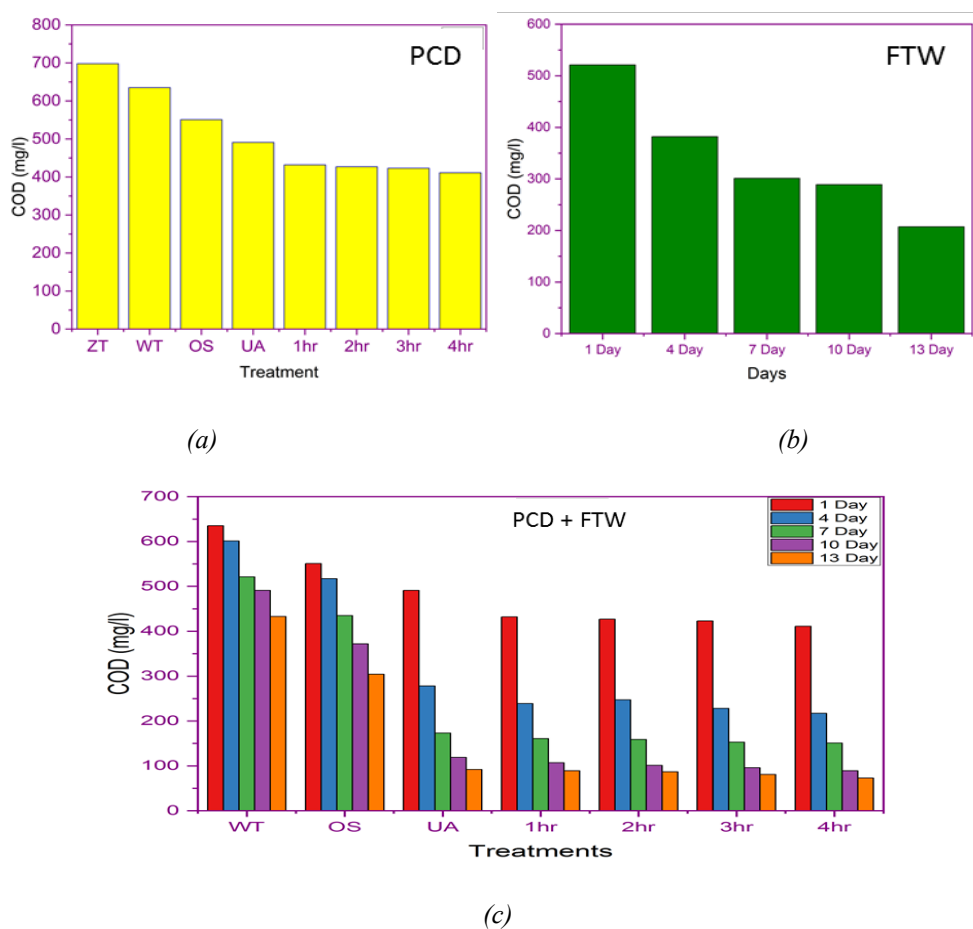 PCD
800
700
600
500
400
300
200
100
0
COD (mg/l)
ZT WT OS UA 1hr 2hr 3hr 4hr
Treatment
(a)
FTW
600
500
400
300
200
100
0
COD (mg/l)
1 Day 4 Day 7 Day 10 Day 13 Day
Days
(b)
PCD + FTW
1 Day
4 Day
7 Day
10 Day
13 Day
700
600
500
400
300
200
100
0
COD (mg/l)
WT OS UA 1hr 2hr 3hr 4hr
Treatments
(c)